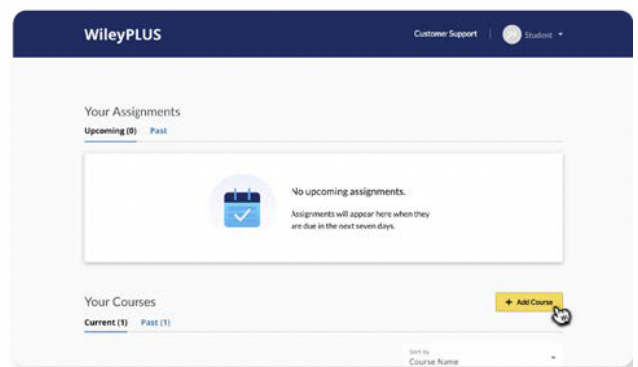 WileyPLUS
Customer Support
Student
Your Assignments
Upcoming (0) Past
No upcoming assignments.
Assignments will appear here when they
are due in the next seven days.
Your Courses
+ Add Course
Current (1) Past (1)
Sort by
Course Name